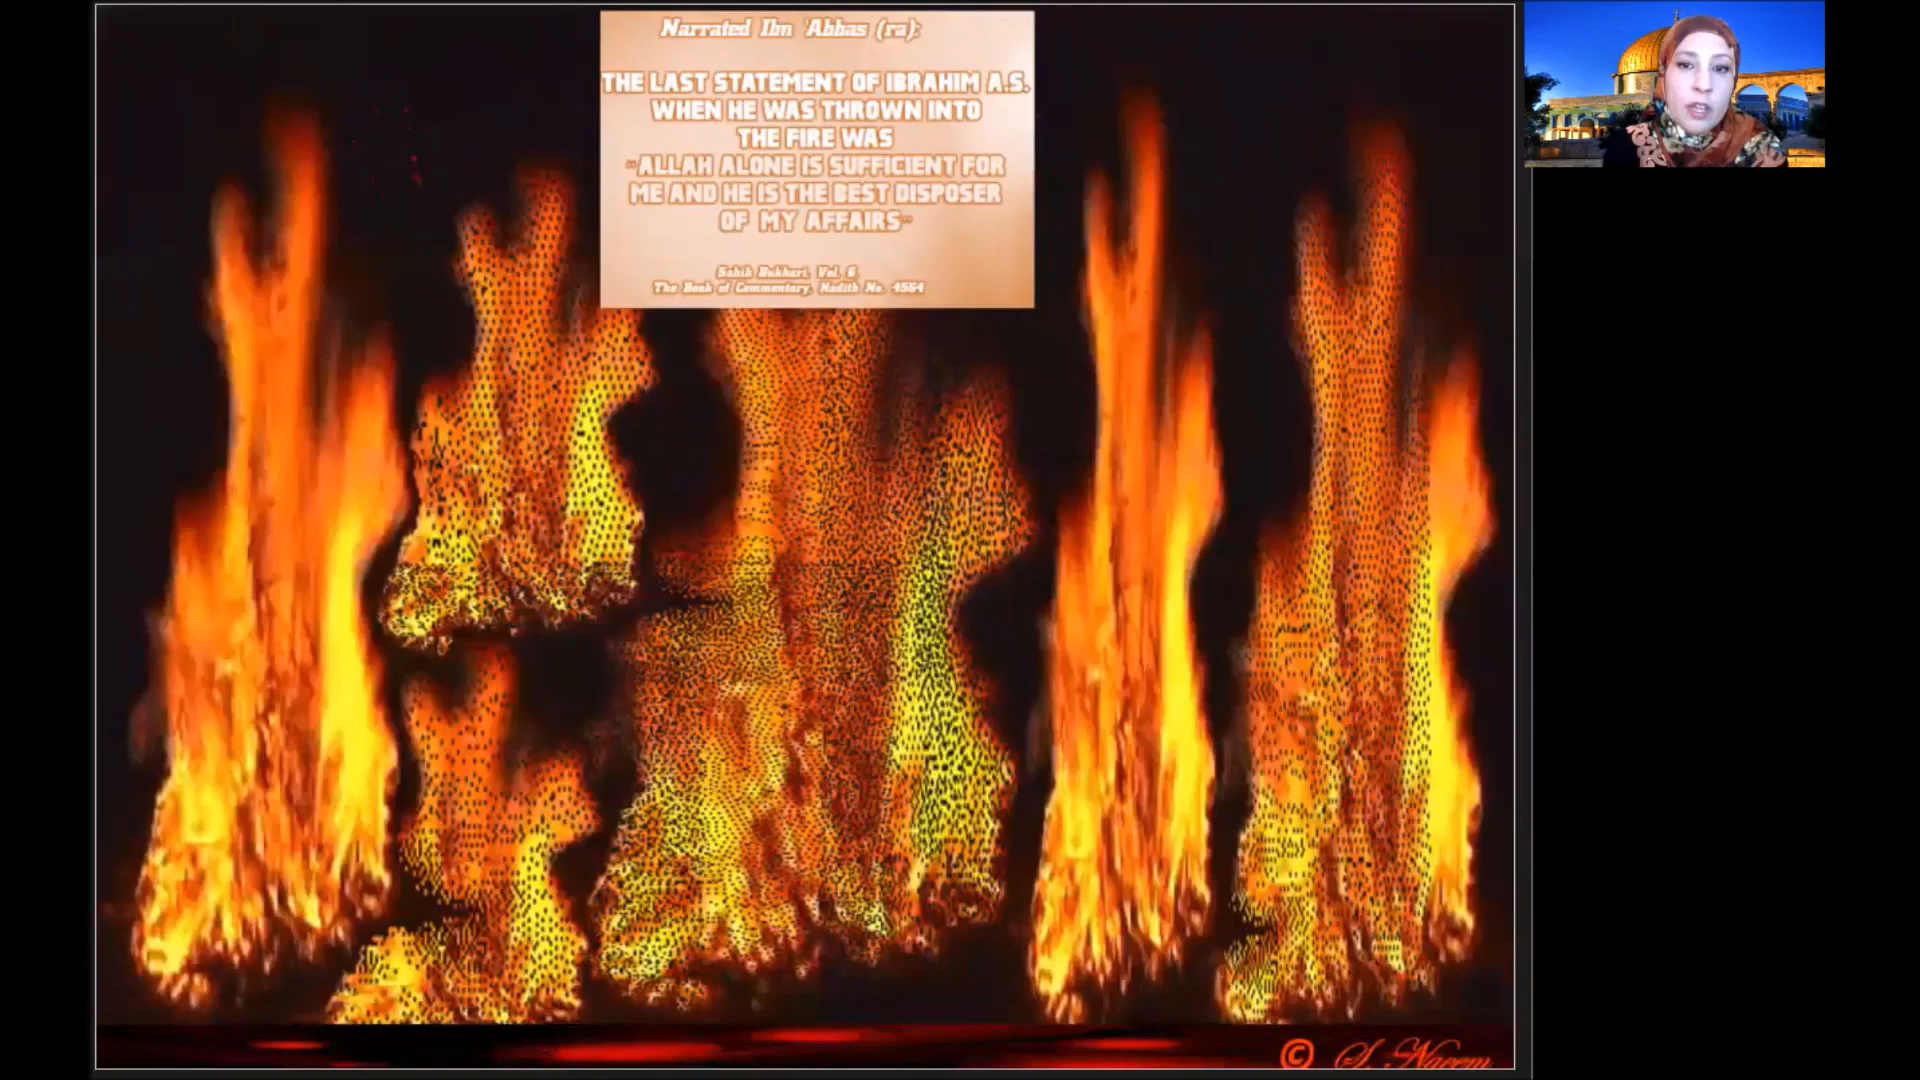 Narrated Ibn 'Abbas (ra):
THE LAST STATEMENT OF IBRAHIM A.S.
WHEN HE WAS THROWN INTO
THE FIRE WAS
"ALLAH ALONE IS SUFFICIENT FOR
ME AND HE IS THE BEST DISPOSER
OF MY AFFAIRS"
Sahih Bukhari, Vol. 6
The Book of Commentary, Hadith No. 4564
© S. Naeem